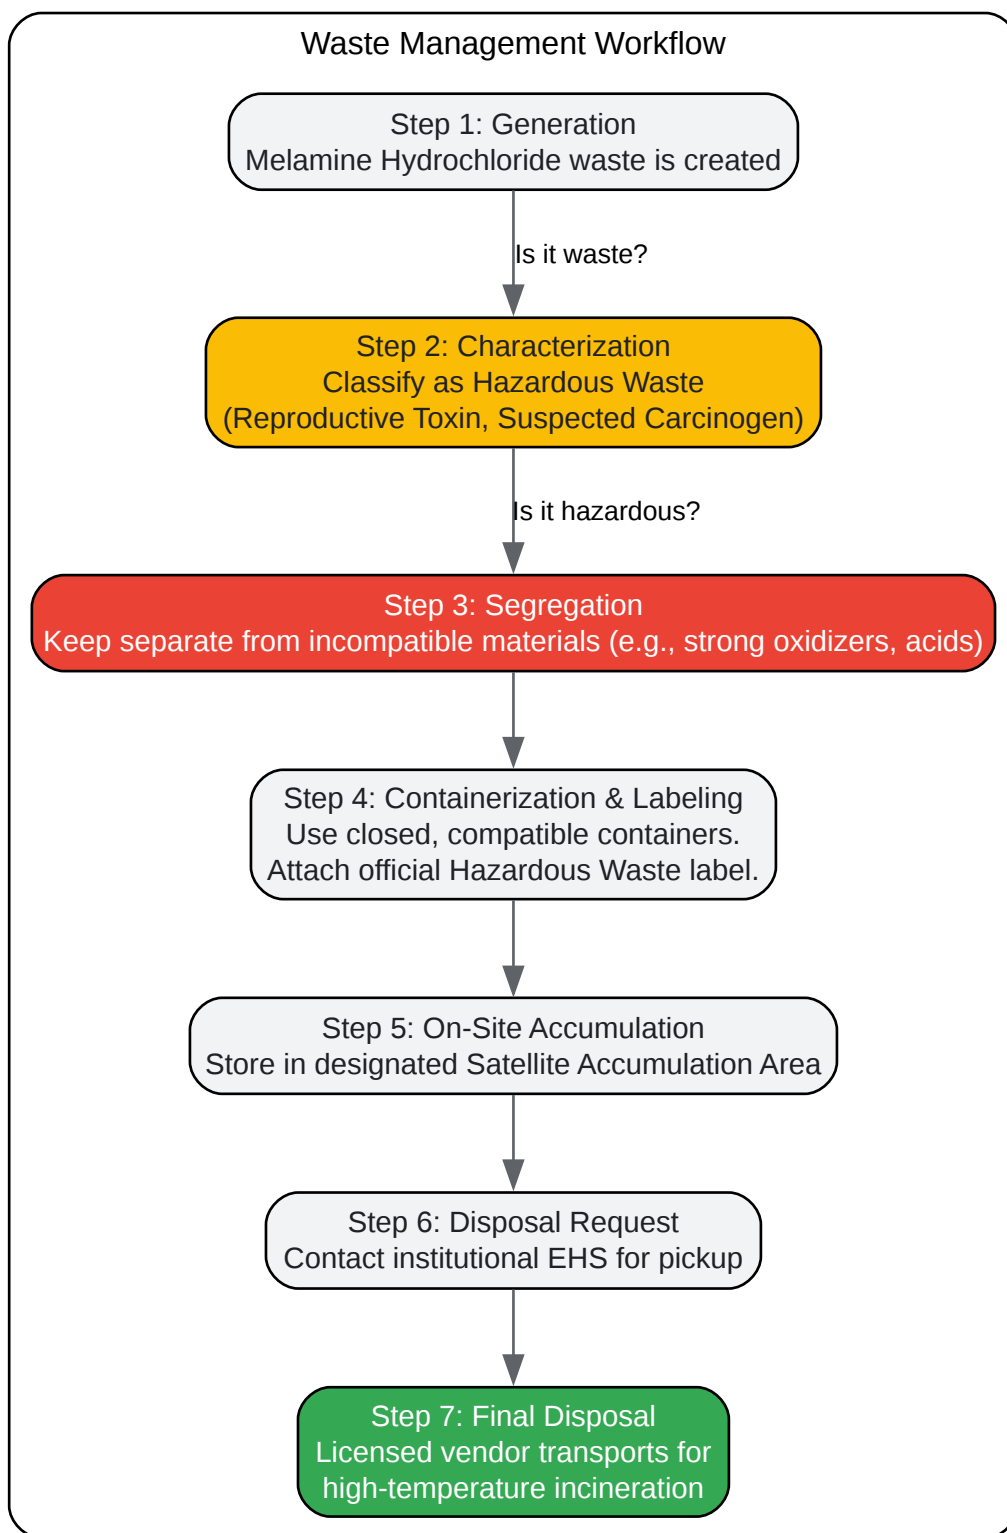 Waste Management Workflow
Step 1: Generation
Melamine Hydrochloride waste is created
Is it waste?
Step 2: Characterization
Classify as Hazardous Waste
(Reproductive Toxin, Suspected Carcinogen)
Is it hazardous?
Step 3: Segregation
Keep separate from incompatible materials (e.g., strong oxidizers, acids)
Step 4: Containerization & Labeling
Use closed, compatible containers.
Attach official Hazardous Waste label.
Step 5: On-Site Accumulation
Store in designated Satellite Accumulation Area
Step 6: Disposal Request
Contact institutional EHS for pickup
Step 7: Final Disposal
Licensed vendor transports for
high-temperature incineration